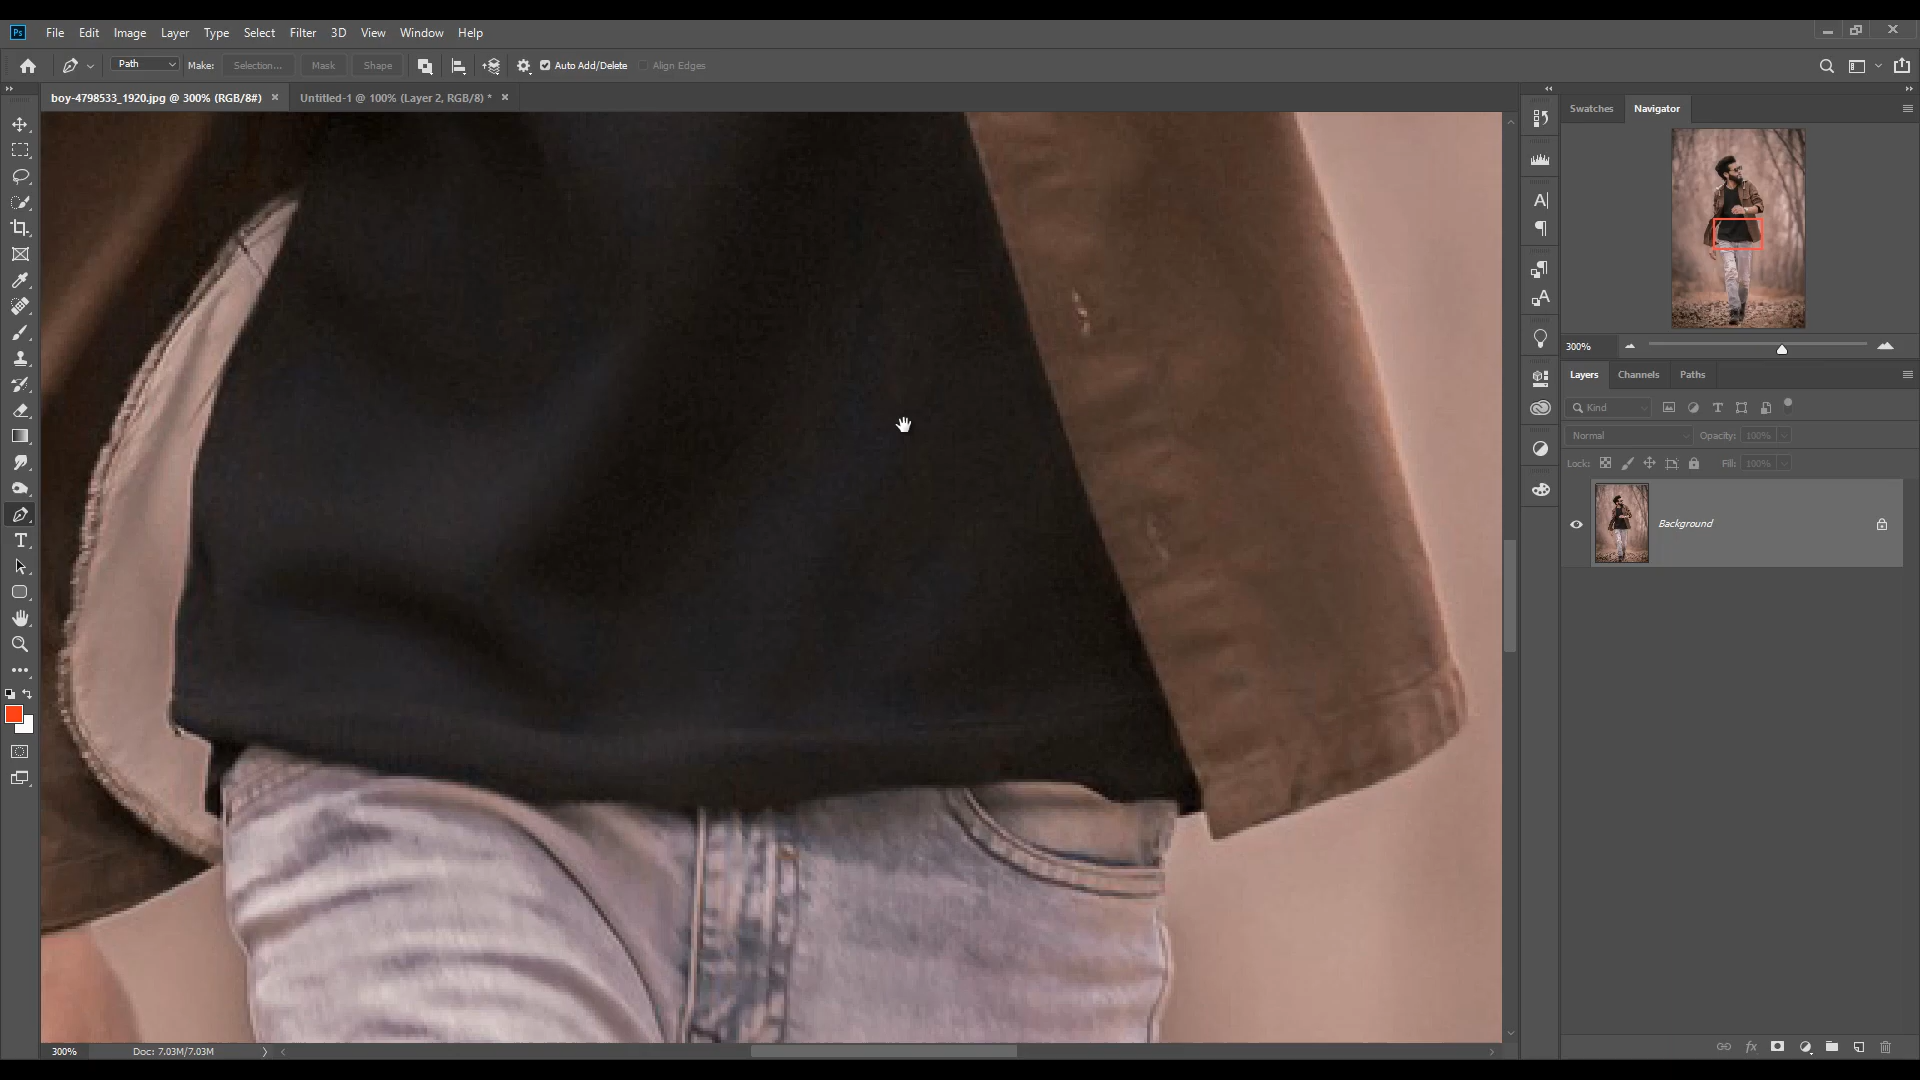 Ps File Edit Image Layer Type Select Filter 3D View Window Help
Path Make: Selection... Mask Shape Auto Add/Delete Align Edges
boy-4798533_1920.jpg @ 300% (RGB/8#) × Untitled-1 @ 100% (Layer 2, RGB/8) * ×
Swatches Navigator
300%
Layers Channels Paths
Kind
Normal Opacity: 100%
Lock: Fill: 100%
Background
fx
300% Doc: 7.03M/7.03M